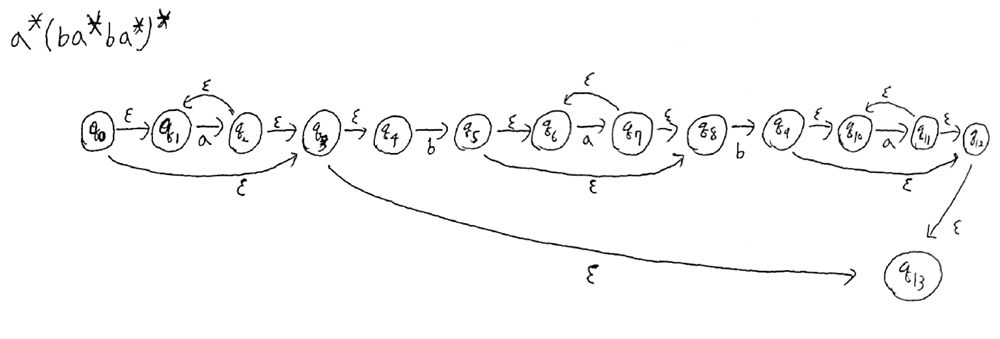 a*(ba*ba*)*
ε ε ε
q0 ε q1 a q2 ε q3 ε q4 b q5 ε q6 a q7 ε q8 b q9 ε q10 a q11 ε q12
ε ε ε
ε
ε
q13